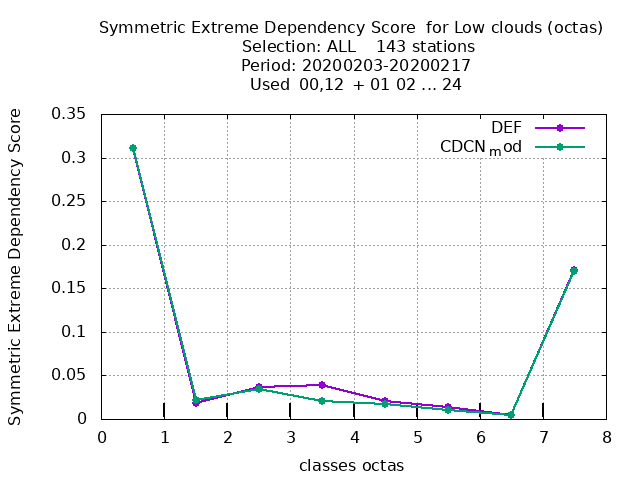 Symmetric Extreme Dependency Score  for Low clouds (octas)
Selection: ALL    143 stations
Period: 20200203-20200217
Used  00,12  + 01 02 ... 24
DEF
CDCNmod
Symmetric Extreme Dependency Score
0.35
0.3
0.25
0.2
0.15
0.1
0.05
0
0 1 2 3 4 5 6 7 8
classes octas